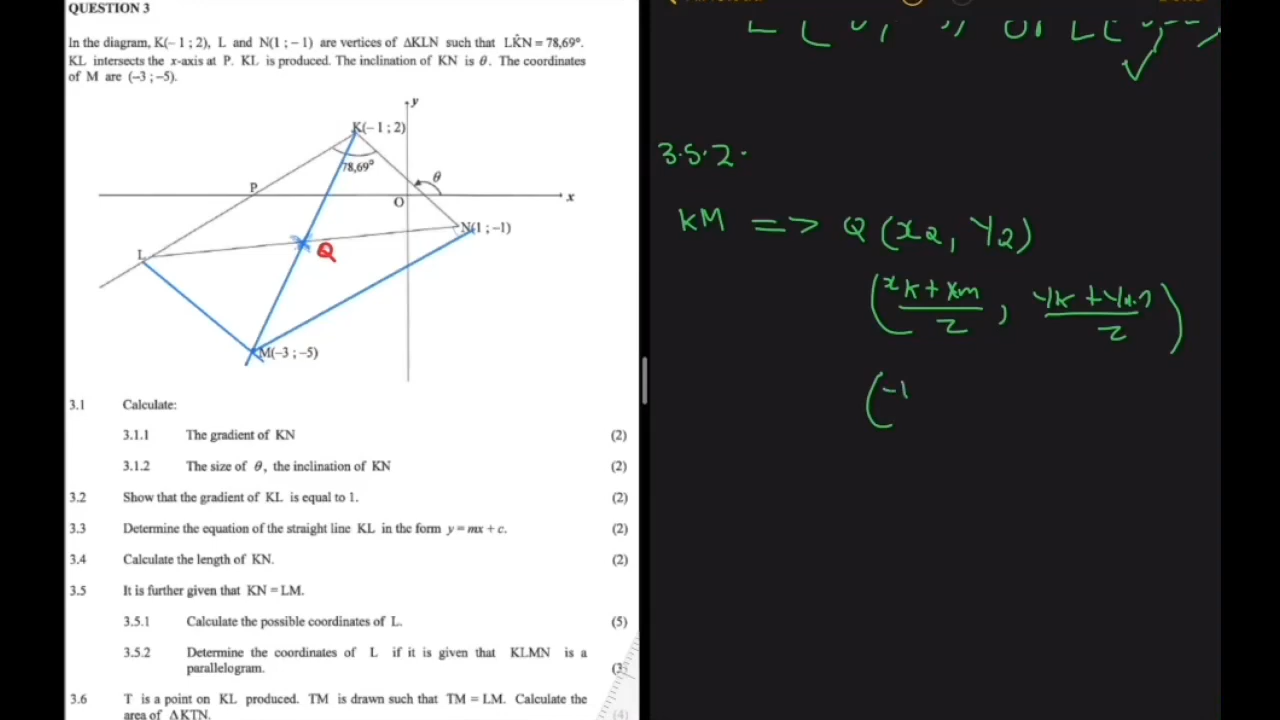 QUESTION 3
In the diagram, K(– 1 ; 2), L and N(1 ; – 1) are vertices of ΔKLN such that LK̂N = 78,69°.
KL intersects the x-axis at P. KL is produced. The inclination of KN is θ. The coordinates
of M are (–3 ; –5).
y
K(– 1 ; 2)
78,69°
θ
P
O
x
N(1 ; –1)
L
Q
M(–3 ; –5)
3.1 Calculate:
3.1.1 The gradient of KN (2)
3.1.2 The size of θ, the inclination of KN (2)
3.2 Show that the gradient of KL is equal to 1. (2)
3.3 Determine the equation of the straight line KL in the form y = mx + c. (2)
3.4 Calculate the length of KN. (2)
3.5 It is further given that KN = LM.
3.5.1 Calculate the possible coordinates of L. (5)
3.5.2 Determine the coordinates of L if it is given that KLMN is a
parallelogram. (3
3.6 T is a point on KL produced. TM is drawn such that TM = LM. Calculate the
area of ΔKTN. (4)
3.5.2.
KM => Q (xQ, YQ)
(xK + xM / 2 , YK + YM / 2)
(-1